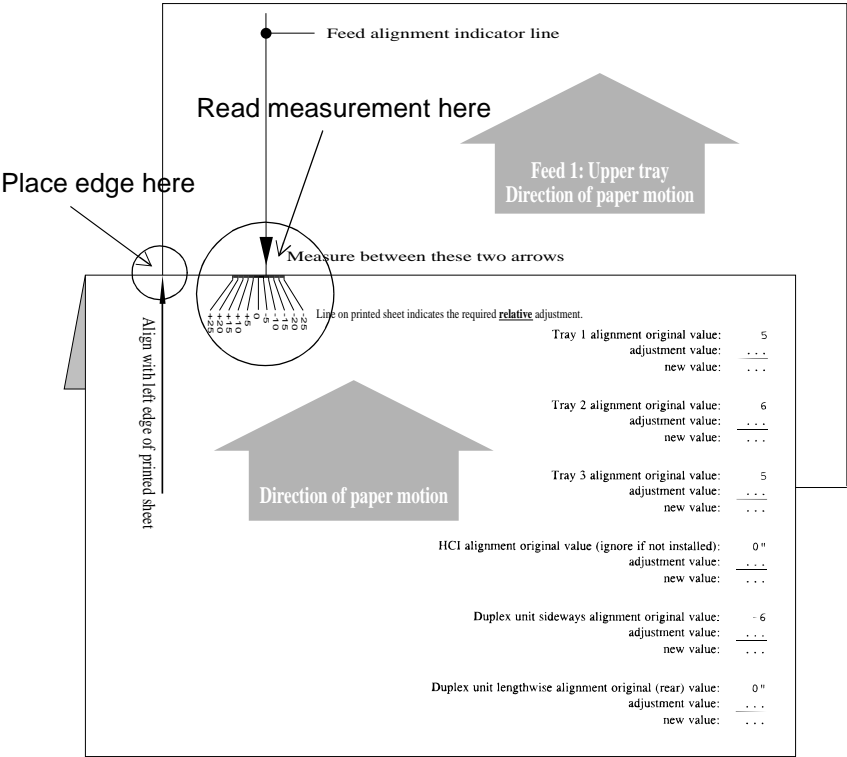 Feed alignment indicator line
Read measurement here
Feed 1: Upper tray
Direction of paper motion
Place edge here
Measure between these two arrows
+25
+20
+15
+10
+5
0
-5
-10
-15
-20
-25
Line on printed sheet indicates the required relative adjustment.
Align with left edge of printed sheet
Tray 1 alignment original value: 5
adjustment value: ...
new value: ...
Tray 2 alignment original value: 6
adjustment value: ...
new value: ...
Direction of paper motion
Tray 3 alignment original value: 5
adjustment value: ...
new value: ...
HCI alignment original value (ignore if not installed): 0"
adjustment value: ...
new value: ...
Duplex unit sideways alignment original value: -6
adjustment value: ...
new value: ...
Duplex unit lengthwise alignment original (rear) value: 0"
adjustment value: ...
new value: ...